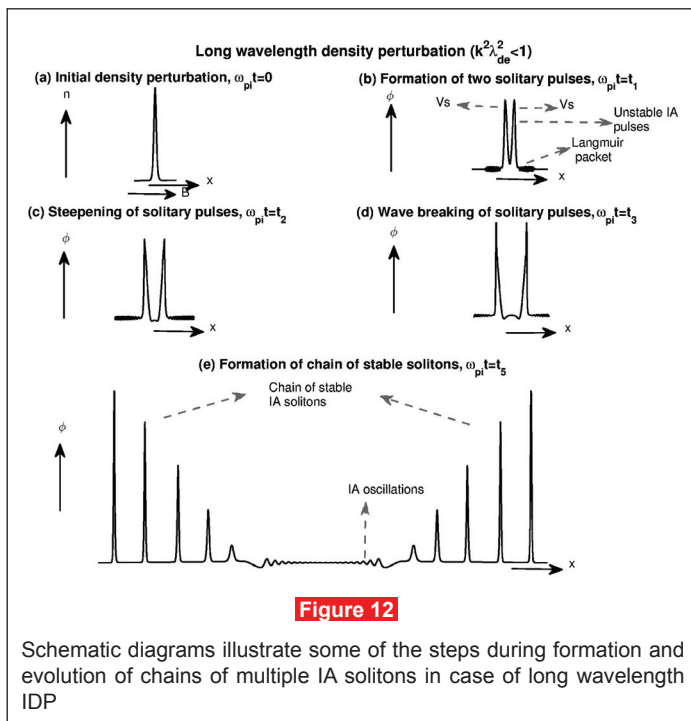 Long wavelength density perturbation (k²λ²de<1)
(a) Initial density perturbation, ωpit=0
n
x
B
(b) Formation of two solitary pulses, ωpit=t1
ϕ
Vs
Vs
Unstable IA
pulses
Langmuir
packet
x
(c) Steepening of solitary pulses, ωpit=t2
ϕ
x
(d) Wave breaking of solitary pulses, ωpit=t3
ϕ
x
(e) Formation of chain of stable solitons, ωpit=t5
Chain of stable
IA solitons
ϕ
IA oscillations
x
Figure 12
Schematic diagrams illustrate some of the steps during formation and
evolution of chains of multiple IA solitons in case of long wavelength
IDP